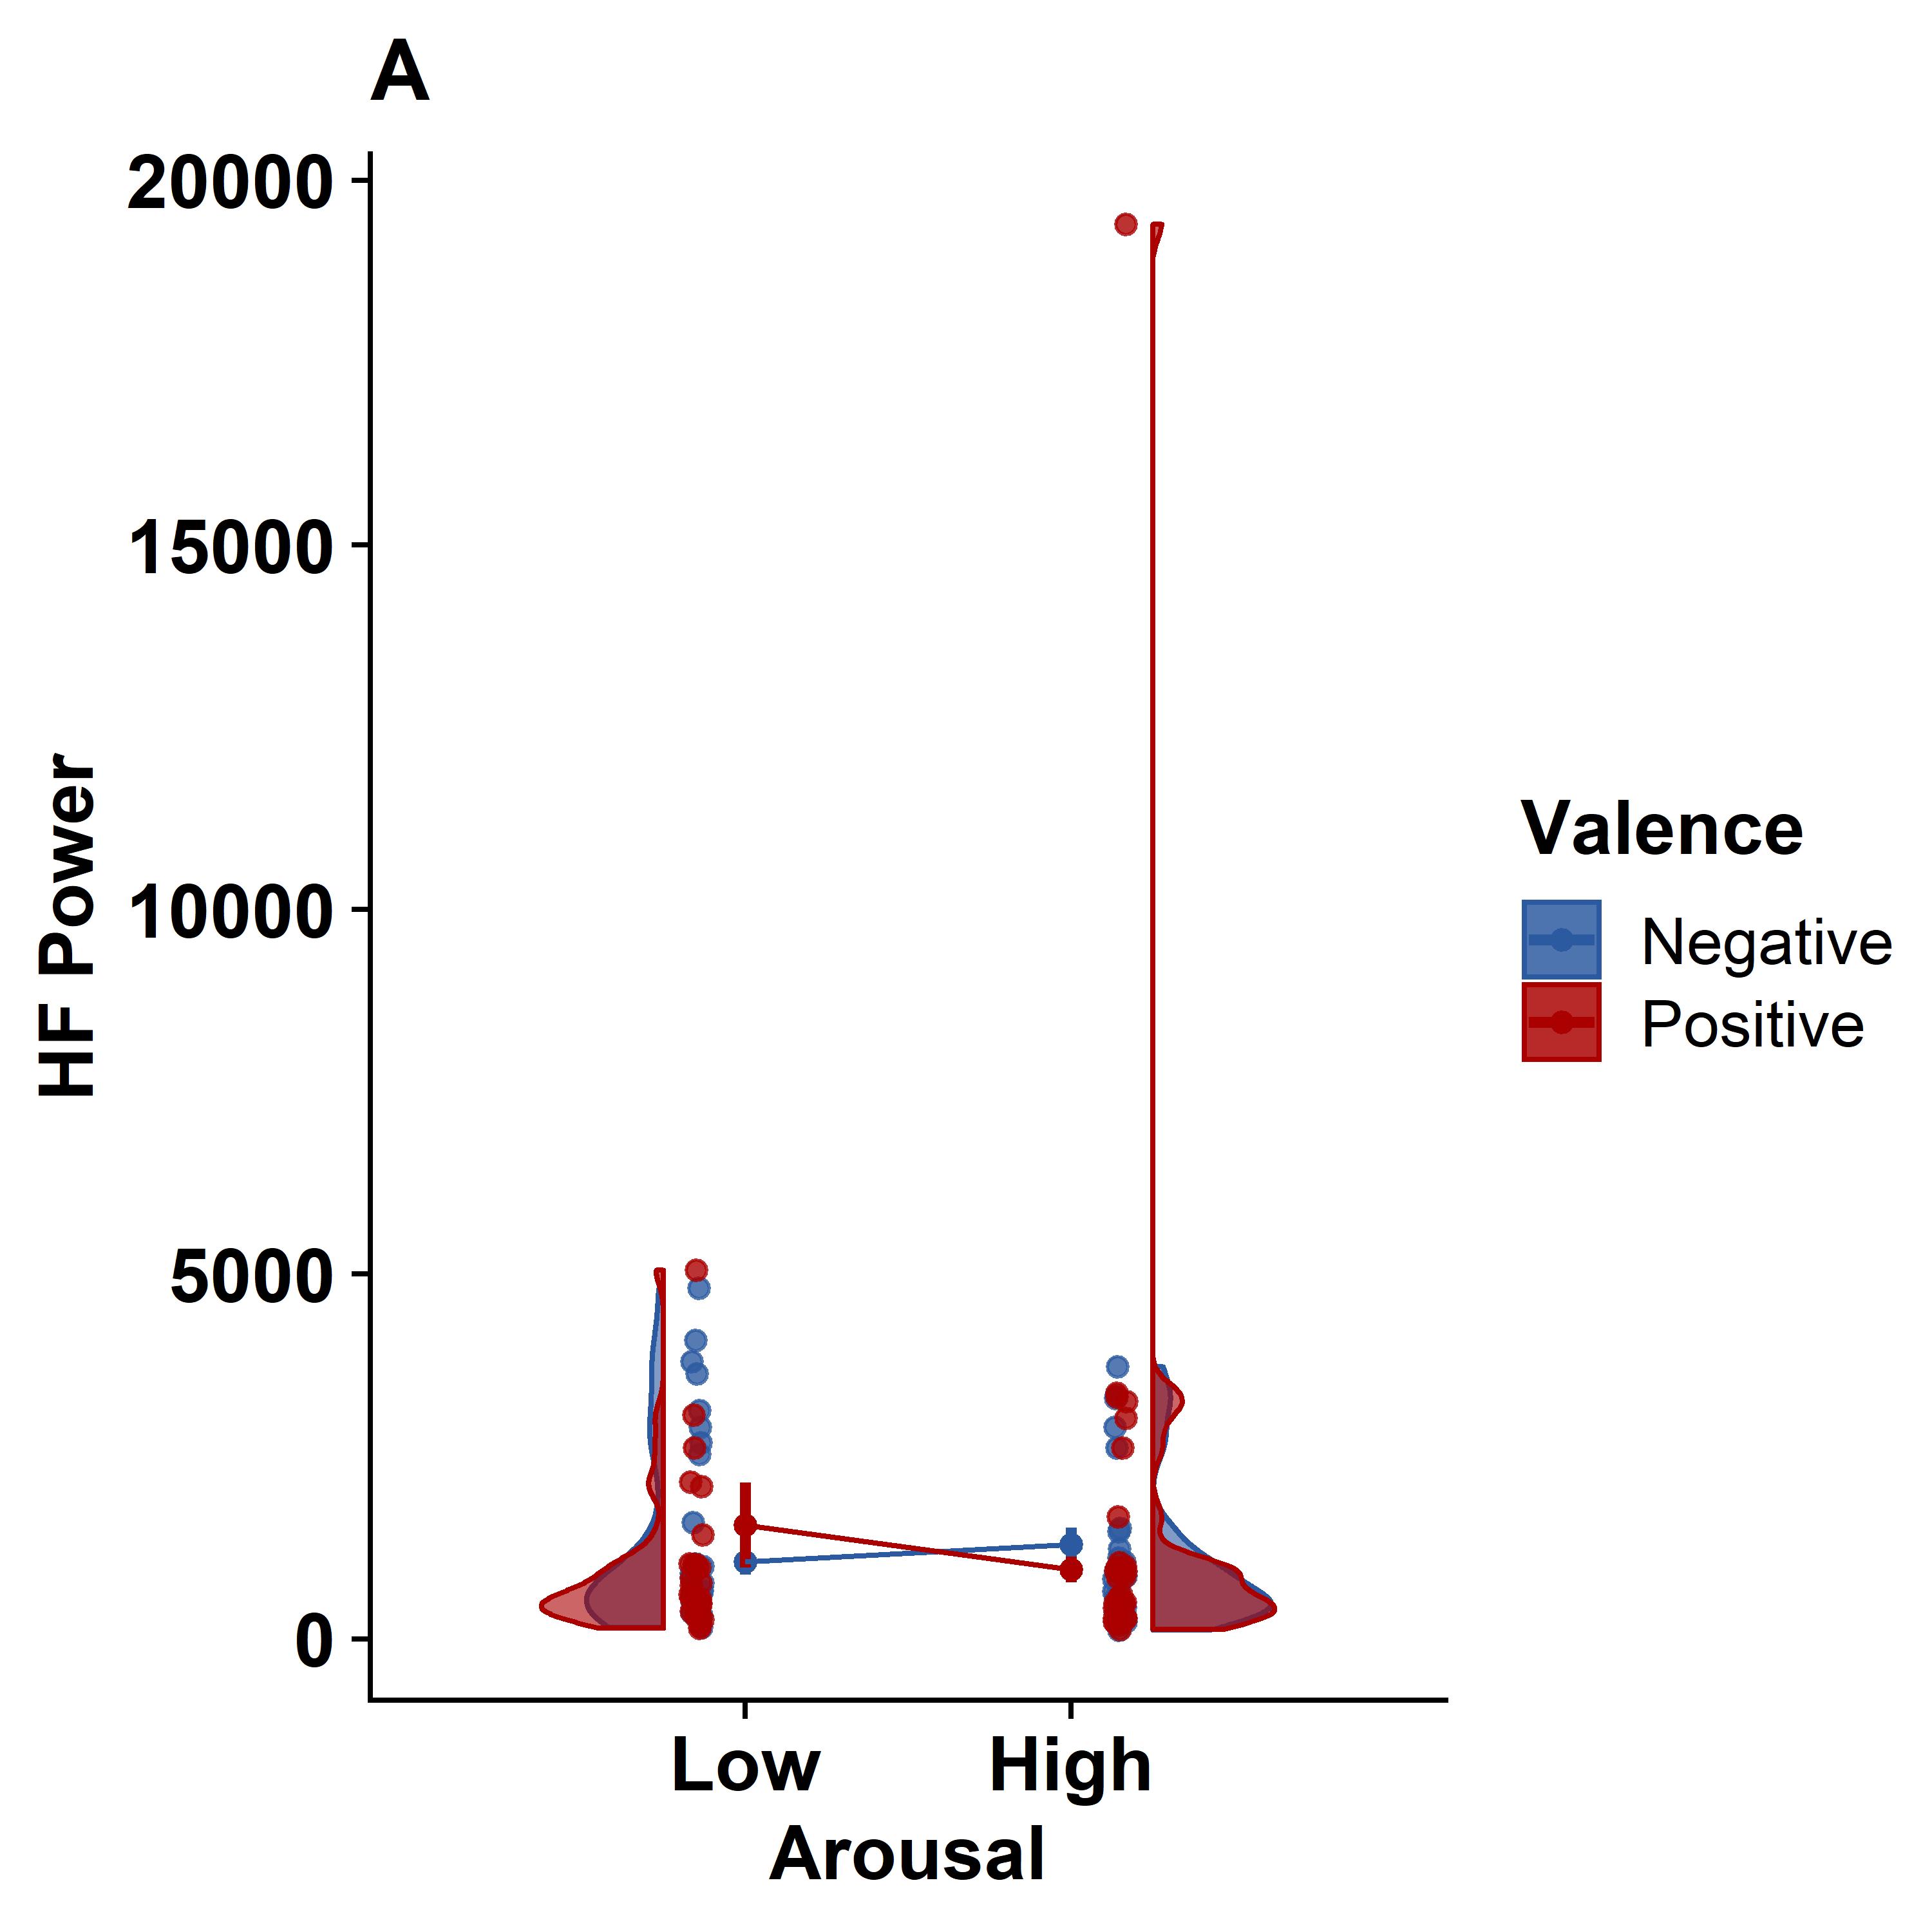 A
20000
15000
10000
5000
0
HF Power
Low High
Arousal
Valence
Negative
Positive